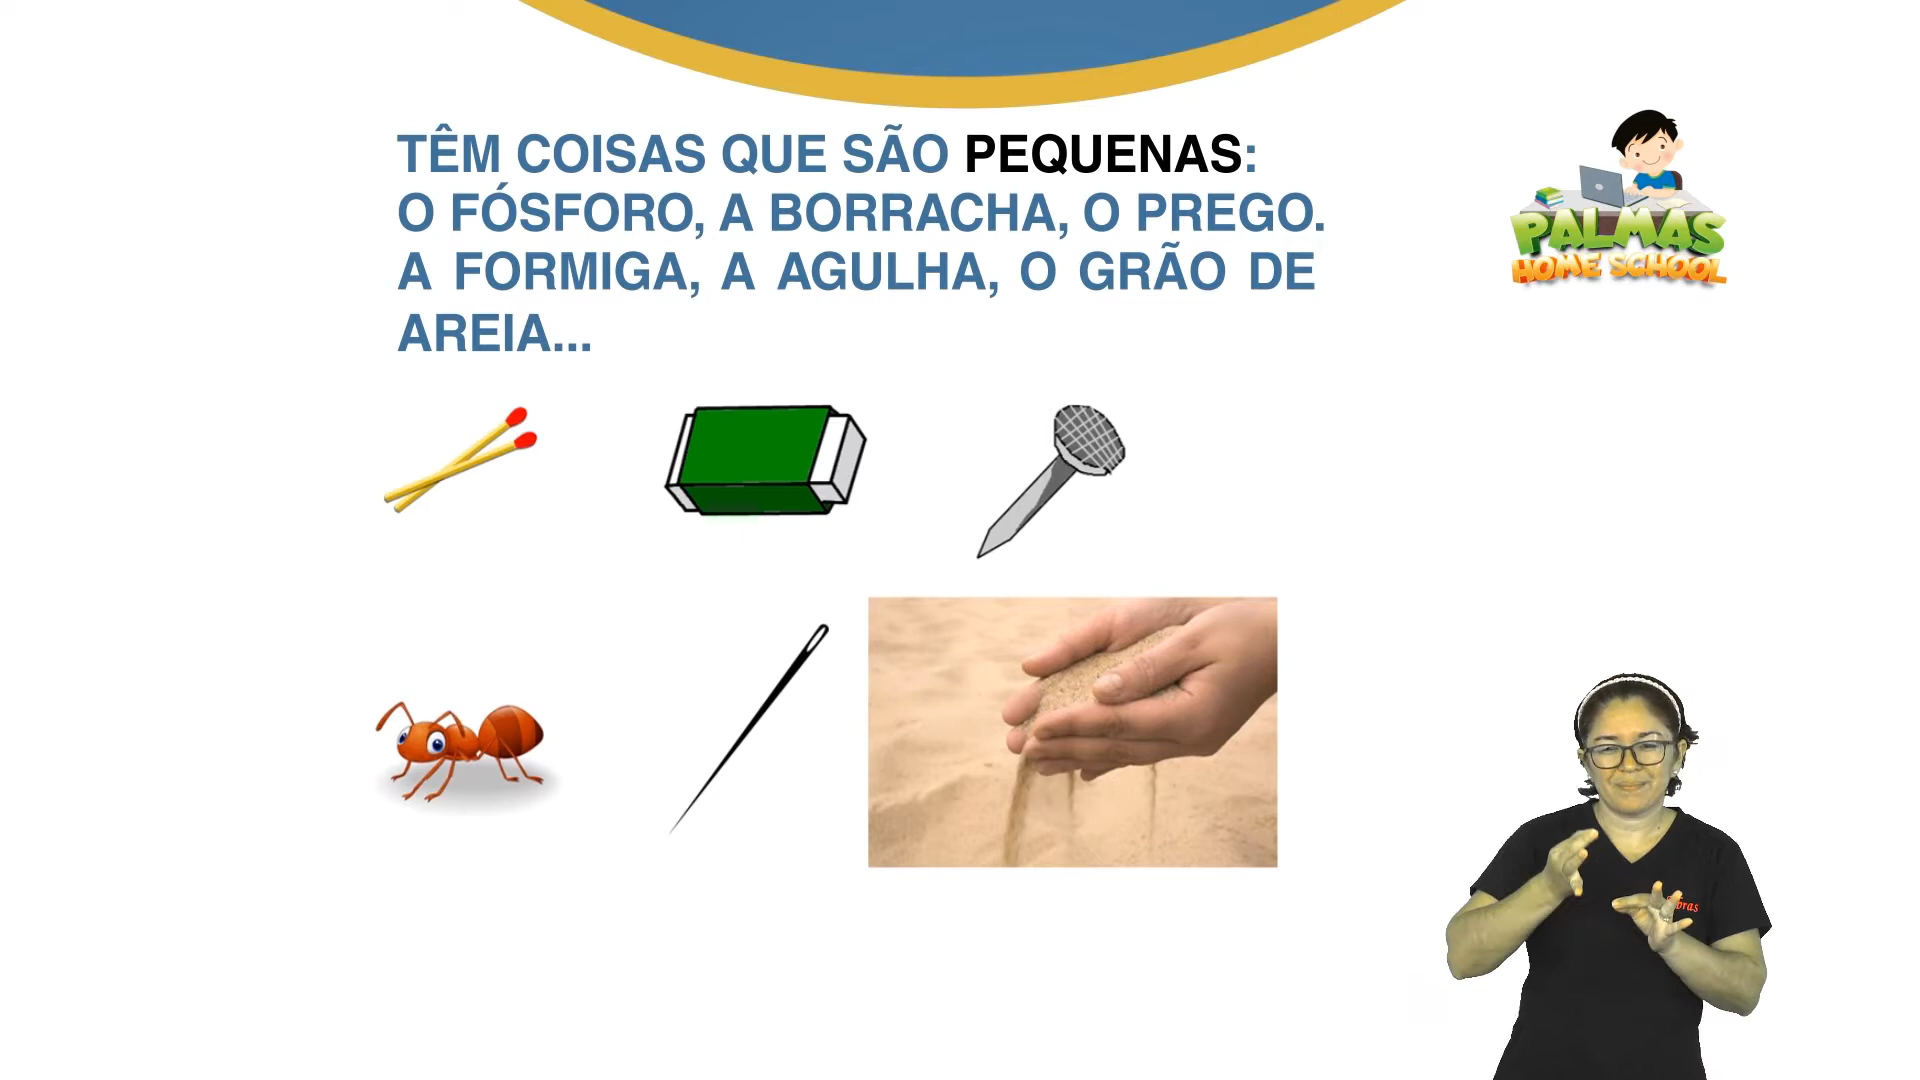 TÊM COISAS QUE SÃO PEQUENAS:
O FÓSFORO, A BORRACHA, O PREGO.
A FORMIGA, A AGULHA, O GRÃO DE
AREIA...
PALMAS
HOME SCHOOL